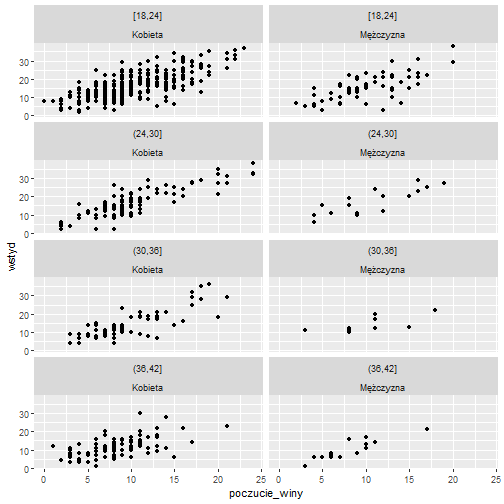 [18,24] [18,24]
Kobieta Mężczyzna
30
20
10
0
(24,30] (24,30]
Kobieta Mężczyzna
30
20
10
0
(30,36] (30,36]
Kobieta Mężczyzna
30
20
10
0
(36,42] (36,42]
Kobieta Mężczyzna
30
20
10
0
wstyd
0 5 10 15 20 25 0 5 10 15 20 25
poczucie_winy